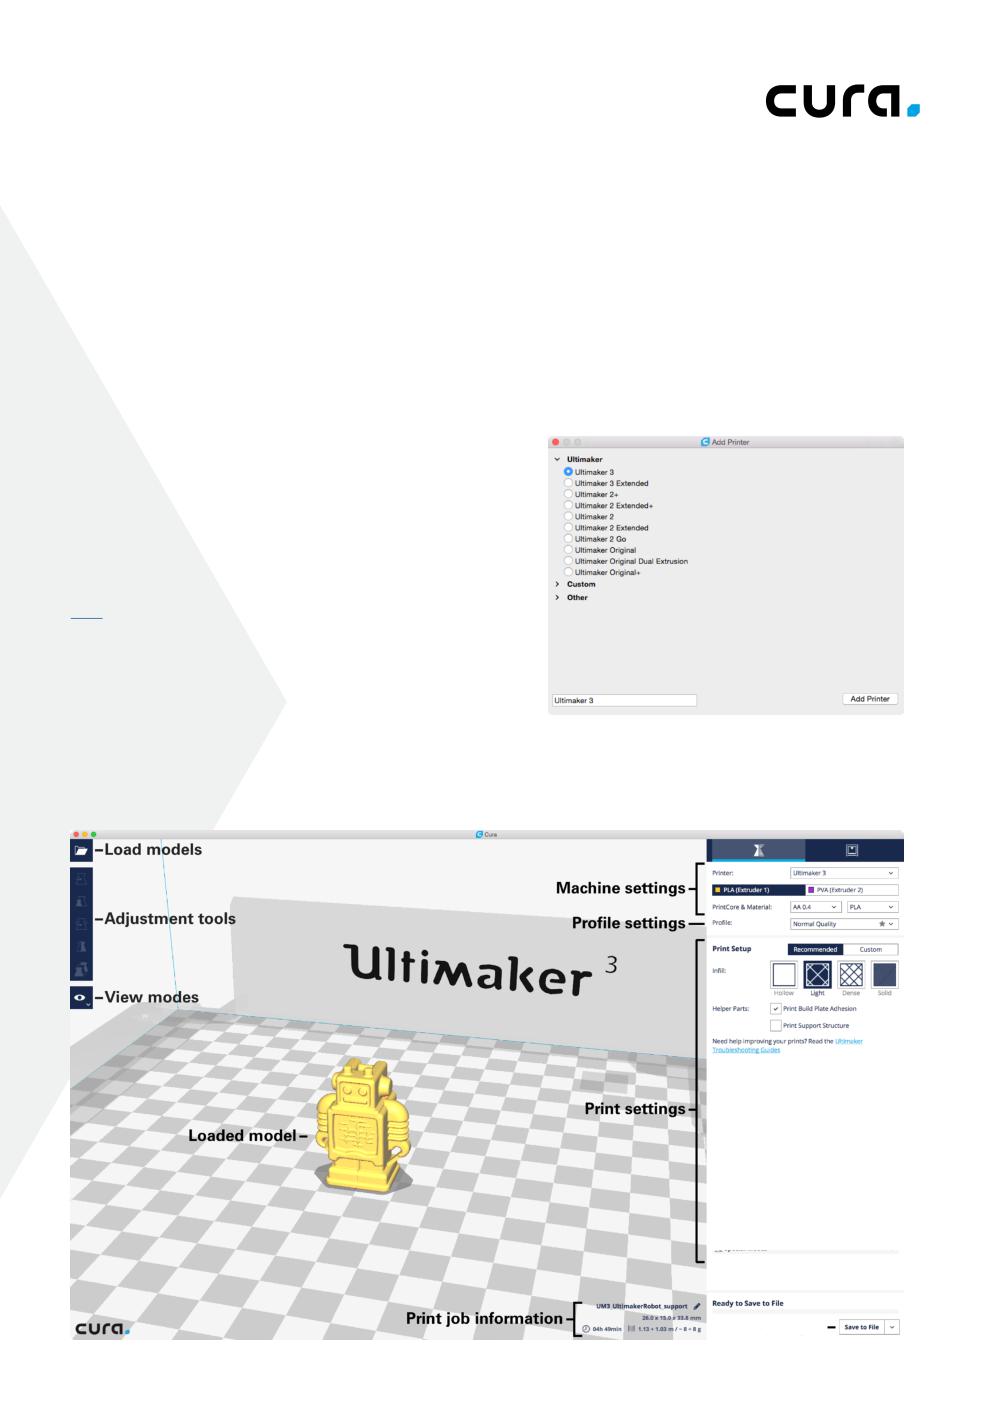 cura.
Add Printer
Ultimaker
Ultimaker 3
Ultimaker 3 Extended
Ultimaker 2+
Ultimaker 2 Extended+
Ultimaker 2
Ultimaker 2 Extended
Ultimaker 2 Go
Ultimaker Original
Ultimaker Original Dual Extrusion
Ultimaker Original+
Custom
Other
Ultimaker 3
Add Printer
Cura
Load models
Adjustment tools
View modes
Ultimaker 3
Loaded model
Machine settings
Profile settings
Print settings
Print job information
Printer:
Ultimaker 3
PLA (Extruder 1)
PVA (Extruder 2)
PrintCore & Material:
AA 0.4
PLA
Profile:
Normal Quality
Print Setup
Recommended
Custom
Infill:
Hollow
Light
Dense
Solid
Helper Parts:
Print Build Plate Adhesion
Print Support Structure
Need help improving your prints? Read the Ultimaker
Troubleshooting Guides
UM3_UltimakerRobot_support
26.0 x 15.0 x 33.8 mm
04h 49min
1.13 + 1.03 m / ~ 8 + 8 g
Ready to Save to File
Save to File
cura.